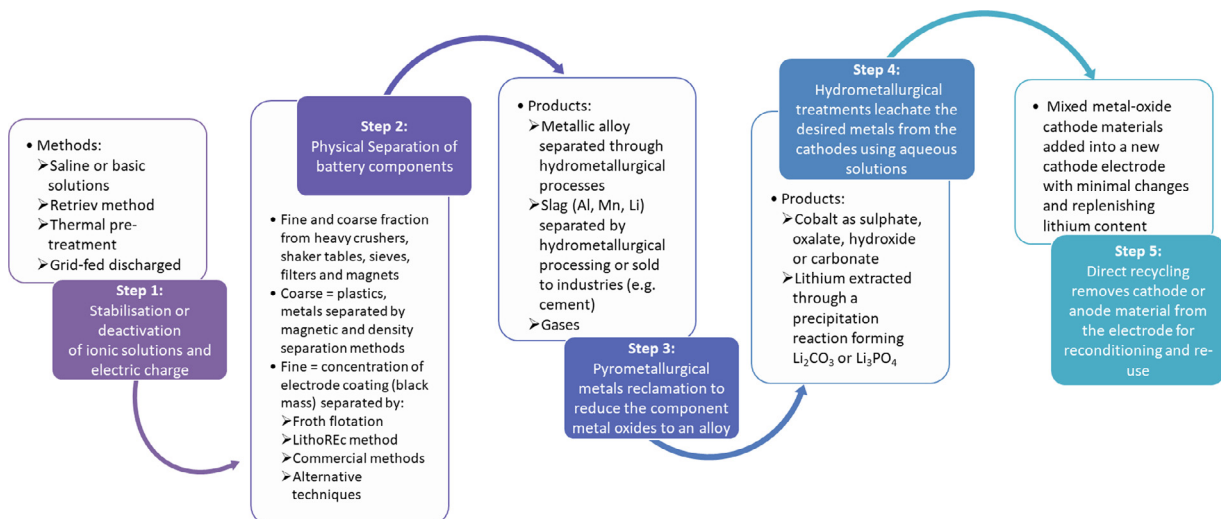 • Methods:
➢Saline or basic
solutions
➢Retriev method
➢Thermal pre-
treatment
➢Grid-fed discharged
Step 1:
Stabilisation or
deactivation
of ionic solutions and
electric charge
Step 2:
Physical Separation of
battery components
• Fine and coarse fraction
from heavy crushers,
shaker tables, sieves,
filters and magnets
• Coarse = plastics,
metals separated by
magnetic and density
separation methods
• Fine = concentration of
electrode coating (black
mass) separated by:
➢Froth flotation
➢LithoREc method
➢Commercial methods
➢Alternative
techniques
• Products:
➢Metallic alloy
separated through
hydrometallurgical
processes
➢Slag (Al, Mn, Li)
separated by
hydrometallurgical
processing or sold
to industries (e.g.
cement)
➢Gases
Step 3:
Pyrometallurgical
metals reclamation to
reduce the component
metal oxides to an alloy
Step 4:
Hydrometallurgical
treatments leachate the
desired metals from the
cathodes using aqueous
solutions
• Products:
➢Cobalt as sulphate,
oxalate, hydroxide
or carbonate
➢Lithium extracted
through a
precipitation
reaction forming
Li₂CO₃ or Li₃PO₄
• Mixed metal-oxide
cathode materials
added into a new
cathode electrode
with minimal changes
and replenishing
lithium content
Step 5:
Direct recycling
removes cathode or
anode material from
the electrode for
reconditioning and re-
use